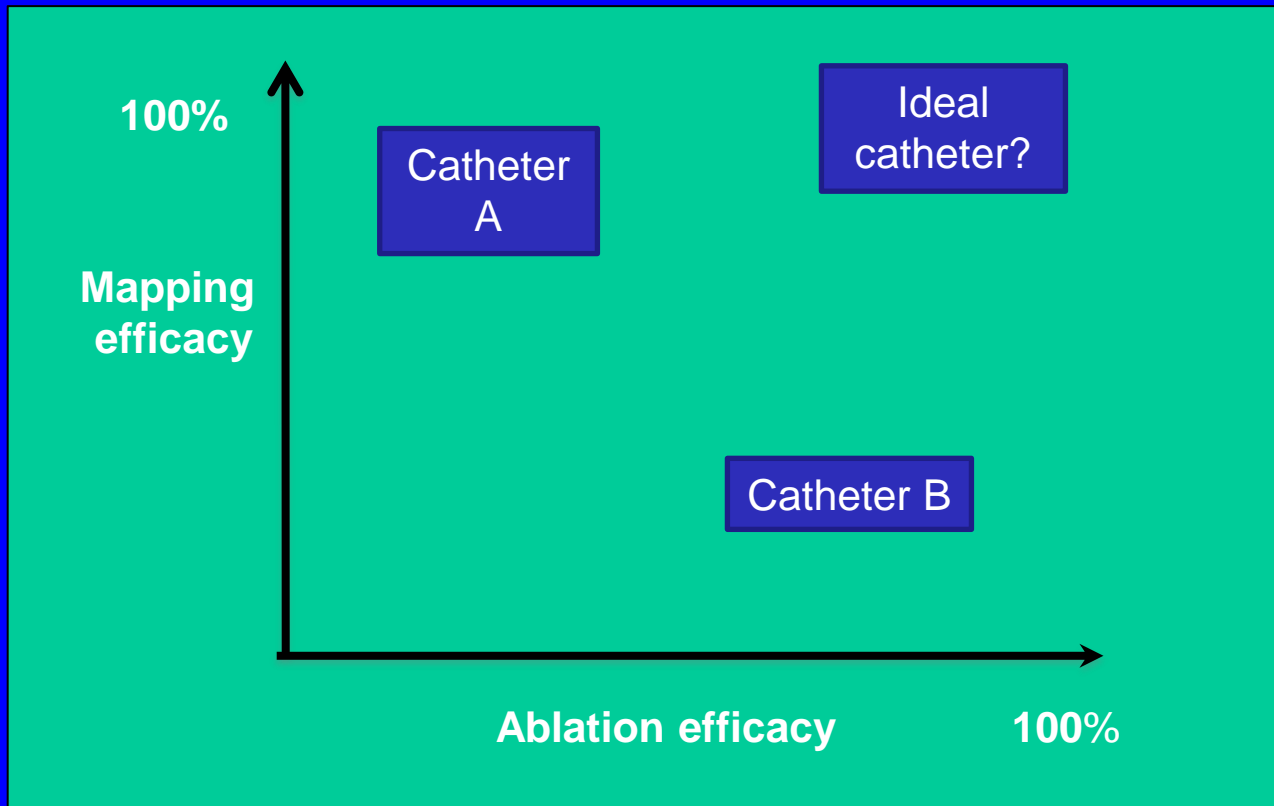 100%
Catheter
A
Ideal
catheter?
Mapping
efficacy
Catheter B
Ablation efficacy
100%